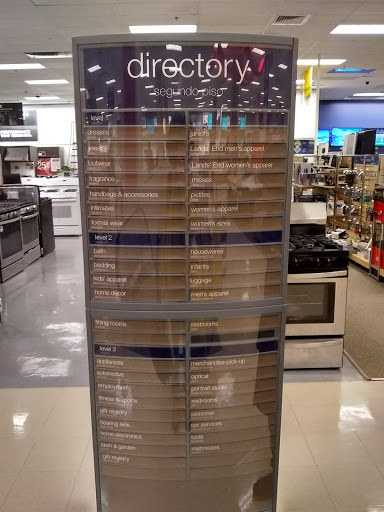 directory
segundo piso
level
dresses
juniors
jewelry
Lands' End men's apparel
footwear
Lands' End women's apparel
fragrance
misses
handbags & accessories
petites
intimates
women's apparel
formal wear
women's sizes
level 2
bath
housewares
bedding
infants
kids' apparel
luggage
home decor
men's apparel
fitting rooms
restrooms
level 3
appliances
merchandise pick-up
automotive
optical
employment
portrait studio
fitness & sports
restrooms
gift registry
seasonal
hearing aids
tax services
home electronics
tools
lawn & garden
mattresses
gift registry
25